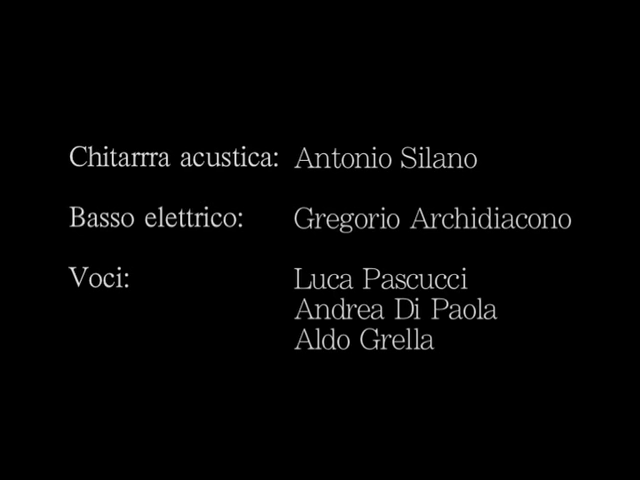 Chitarrra acustica: Antonio Silano
Basso elettrico: Gregorio Archidiacono
Voci: Luca Pascucci
Andrea Di Paola
Aldo Grella